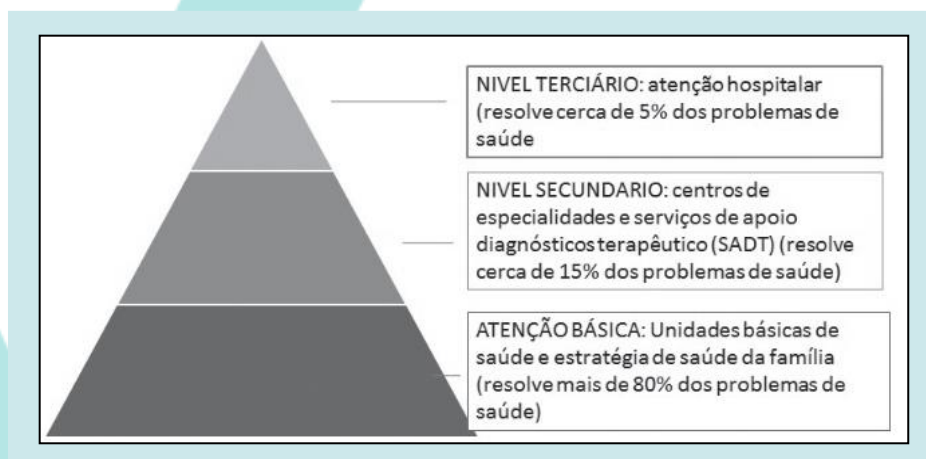 NIVEL TERCIÁRIO: atenção hospitalar
(resolve cerca de 5% dos problemas de
saúde
NIVEL SECUNDARIO: centros de
especialidades e serviços de apoio
diagnósticos terapêutico (SADT) (resolve
cerca de 15% dos problemas de saúde)
ATENÇÃO BÁSICA: Unidades básicas de
saúde e estratégia de saúde da família
(resolve mais de 80% dos problemas de
saúde)